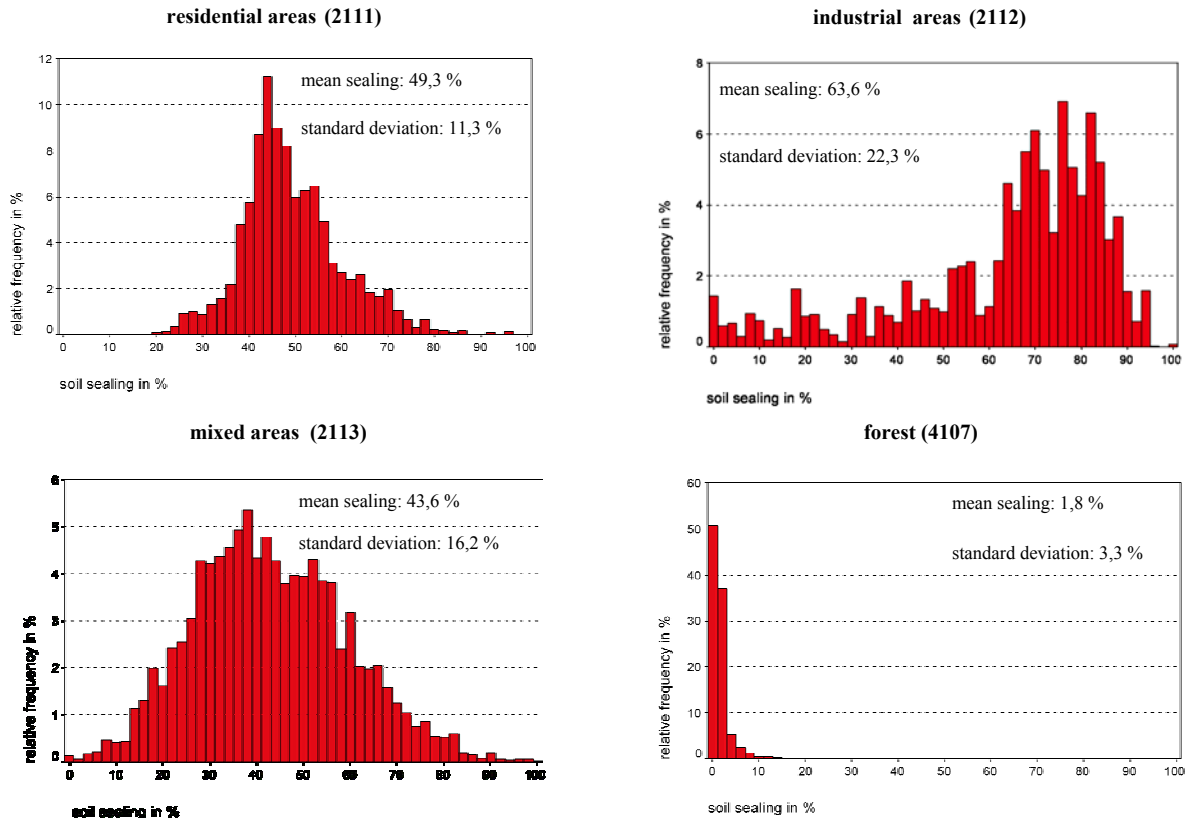 residential areas (2111)
12
10
8
6
4
2
0
relative frequency in %
mean sealing: 49,3 %
standard deviation: 11,3 %
0 10 20 30 40 50 60 70 80 90 100
soil sealing in %
industrial areas (2112)
8
6
4
2
0
relative frequency in %
mean sealing: 63,6 %
standard deviation: 22,3 %
0 10 20 30 40 50 60 70 80 90 100
soil sealing in %
mixed areas (2113)
6
5
4
3
2
1
0
relative frequency in %
mean sealing: 43,6 %
standard deviation: 16,2 %
0 10 20 30 40 50 60 70 80 90 100
soil sealing in %
forest (4107)
60
50
40
30
20
10
0
relative frequency in %
mean sealing: 1,8 %
standard deviation: 3,3 %
0 10 20 30 40 50 60 70 80 90 100
soil sealing in %